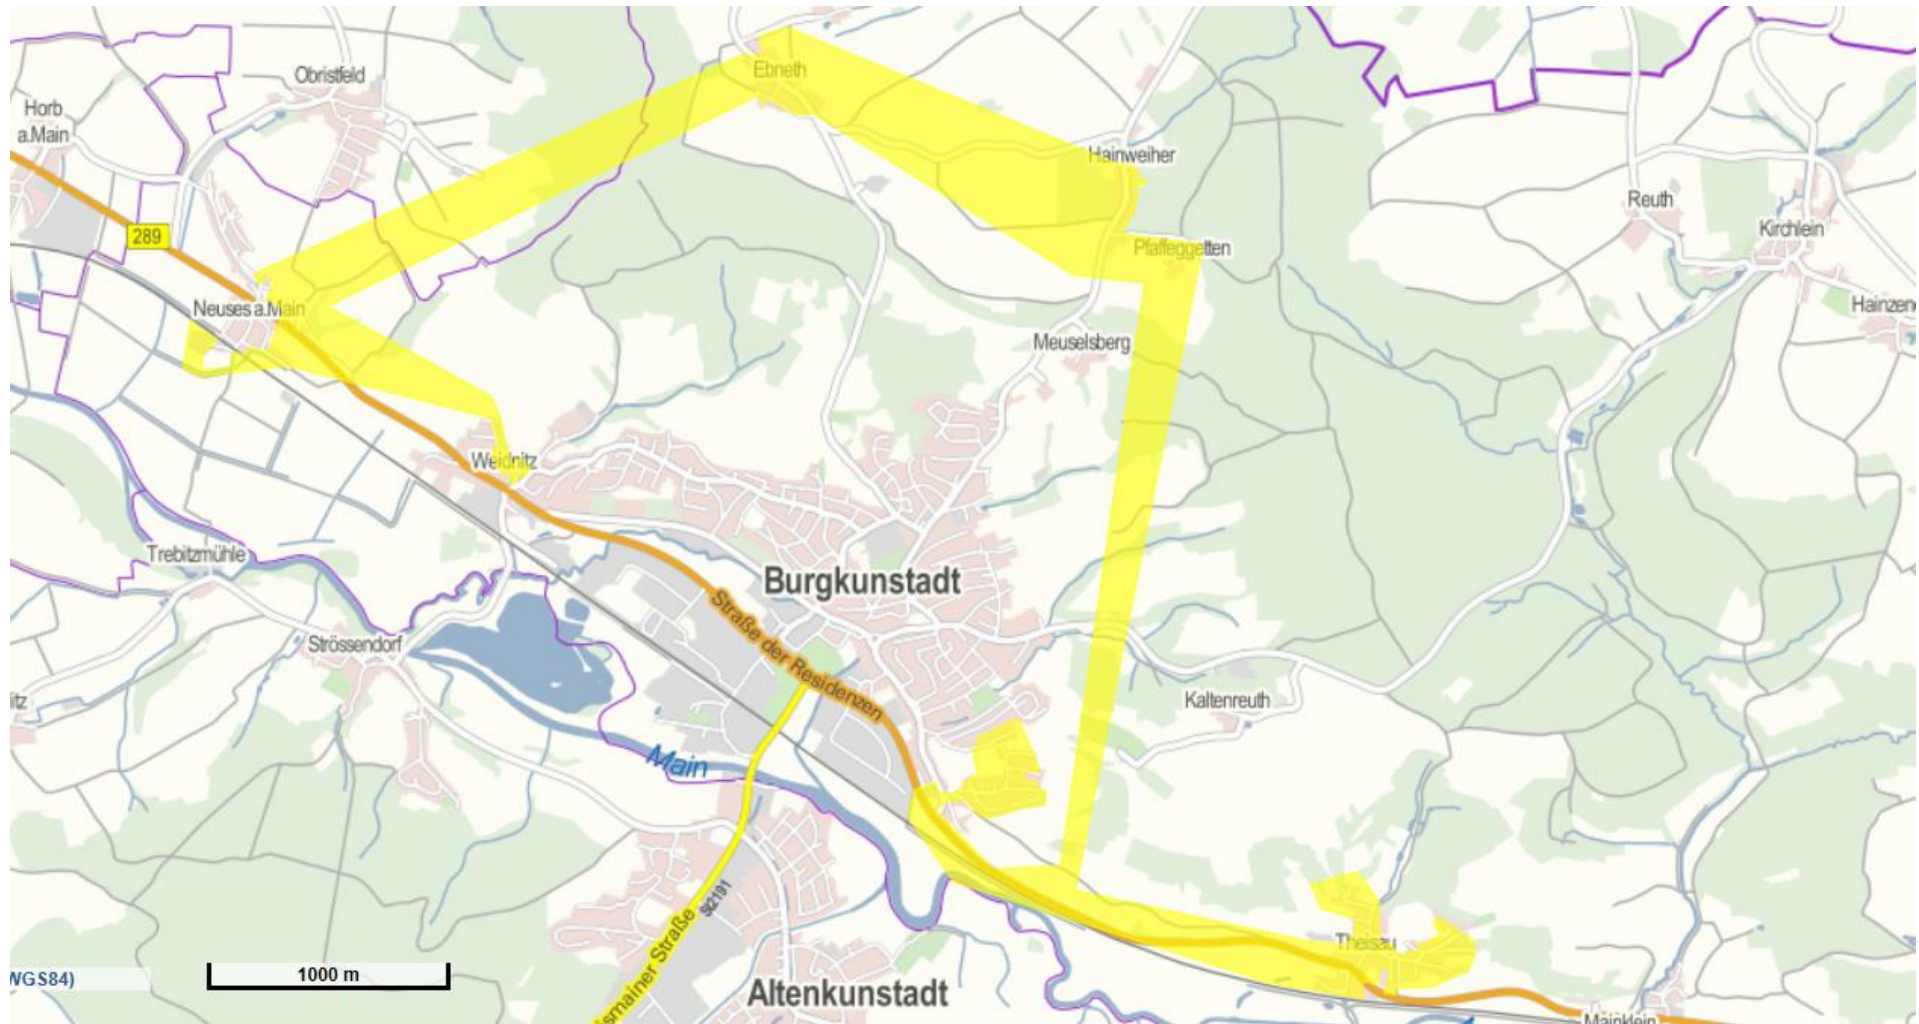 Obristfeld
Ebneth
Horb
a.Main
Hainweiher
Reuth
Kirchlein
289
Pfaffeggetten
Neuses a.Main
Meuselsberg
Weidnitz
Trebitzmühle
Burgkunstadt
Straße der Residenzen
Strössendorf
Kaltenreuth
Main
St2191
Theisau
1000 m
Altenkunstadt
Mainklein
WGS84)